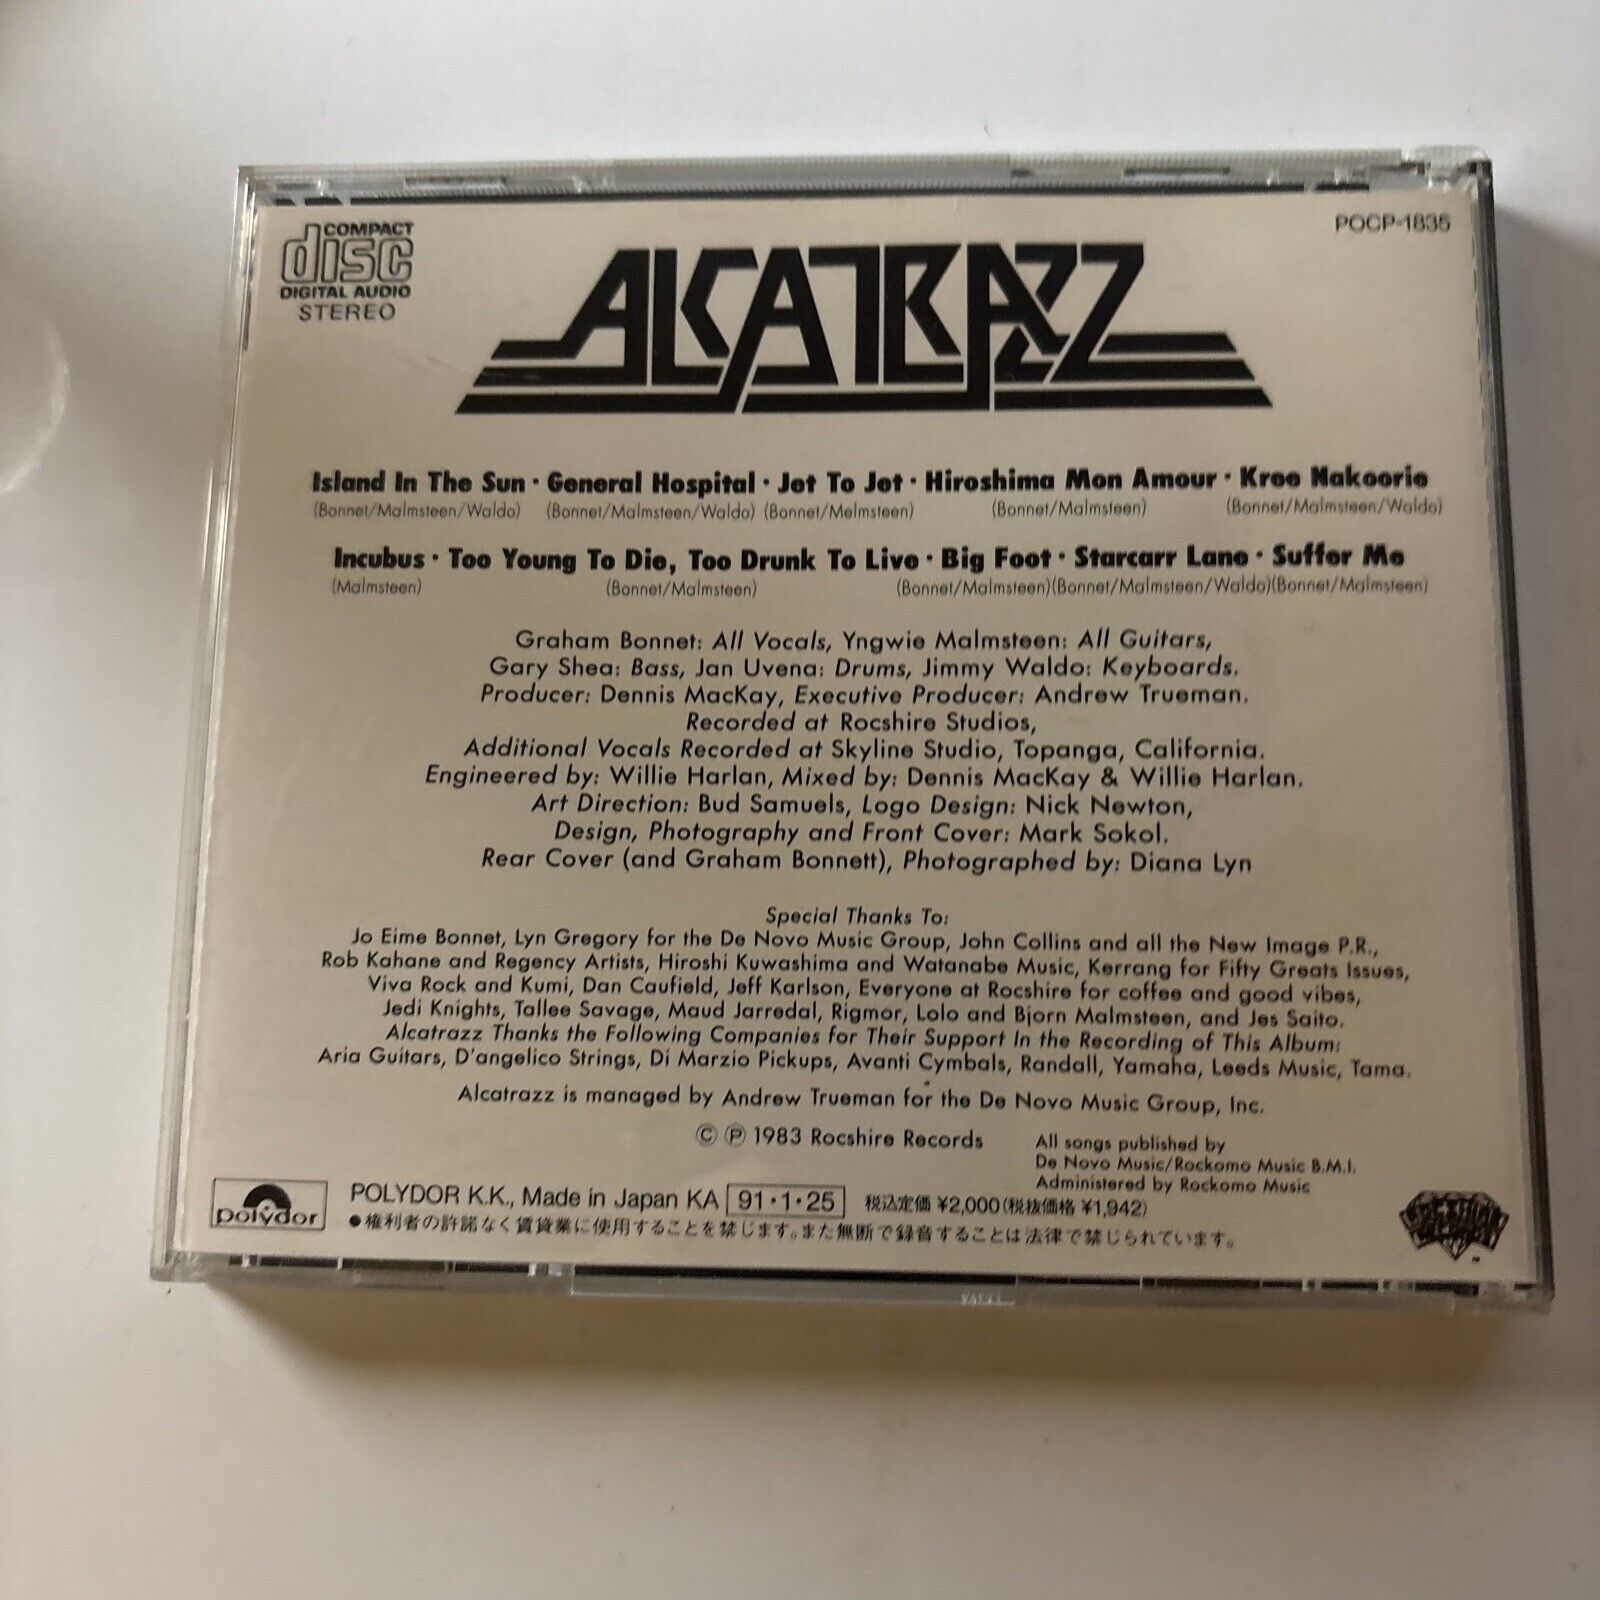 COMPACT
disc
DIGITAL AUDIO
STEREO
POCP-1835
ALCATRAZZ
Island In The Sun · General Hospital · Jet To Jet · Hiroshima Mon Amour · Kree Nakoorie
(Bonnet/Malmsteen/Waldo) (Bonnet/Malmsteen/Waldo) (Bonnet/Melmsteen) (Bonnet/Malmsteen) (Bonnet/Malmsteen/Waldo)
Incubus · Too Young To Die, Too Drunk To Live · Big Foot · Starcarr Lane · Suffer Me
(Malmsteen) (Bonnet/Malmsteen) (Bonnet/Malmsteen)(Bonnet/Malmsteen/Waldo)(Bonnet/Malmsteen)
Graham Bonnet: All Vocals, Yngwie Malmsteen: All Guitars,
Gary Shea: Bass, Jan Uvena: Drums, Jimmy Waldo: Keyboards.
Producer: Dennis MacKay, Executive Producer: Andrew Trueman.
Recorded at Rocshire Studios,
Additional Vocals Recorded at Skyline Studio, Topanga, California.
Engineered by: Willie Harlan, Mixed by: Dennis MacKay & Willie Harlan.
Art Direction: Bud Samuels, Logo Design: Nick Newton,
Design, Photography and Front Cover: Mark Sokol.
Rear Cover (and Graham Bonnett), Photographed by: Diana Lyn
Special Thanks To:
Jo Eime Bonnet, Lyn Gregory for the De Novo Music Group, John Collins and all the New Image P.R.,
Rob Kahane and Regency Artists, Hiroshi Kuwashima and Watanabe Music, Kerrang for Fifty Greats Issues,
Viva Rock and Kumi, Dan Caufield, Jeff Karlson, Everyone at Rocshire for coffee and good vibes,
Jedi Knights, Tallee Savage, Maud Jarredal, Rigmor, Lolo and Bjorn Malmsteen, and Jes Saito.
Alcatrazz Thanks the Following Companies for Their Support In the Recording of This Album:
Aria Guitars, D'angelico Strings, Di Marzio Pickups, Avanti Cymbals, Randall, Yamaha, Leeds Music, Tama.
Alcatrazz is managed by Andrew Trueman for the De Novo Music Group, Inc.
© ℗ 1983 Rocshire Records
All songs published by
De Novo Music/Rockomo Music B.M.I.
Administered by Rockomo Music
polydor
POLYDOR K.K., Made in Japan KA 91·1·25 税込定価 ¥2,000(税抜価格 ¥1,942)
●権利者の許諾なく賃貸業に使用することを禁じます。また無断で録音することは法律で禁じられています。